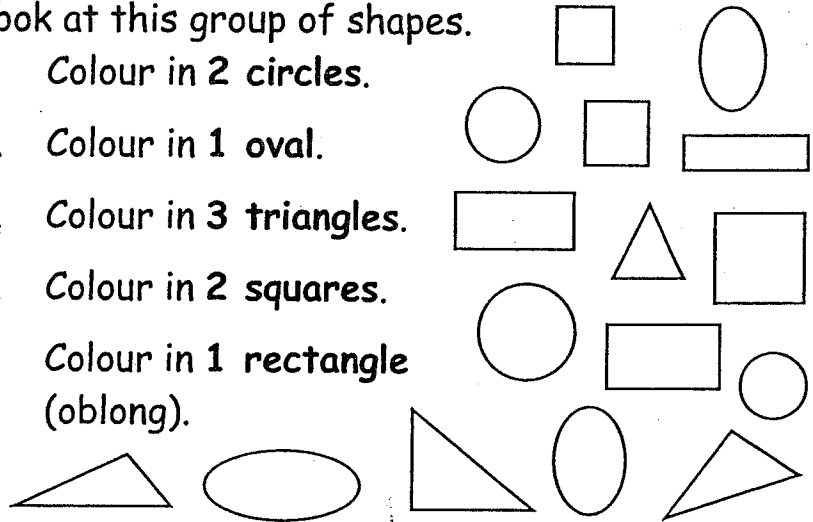 ook at this group of shapes.
Colour in 2 circles.
Colour in 1 oval.
Colour in 3 triangles.
Colour in 2 squares.
Colour in 1 rectangle
(oblong).